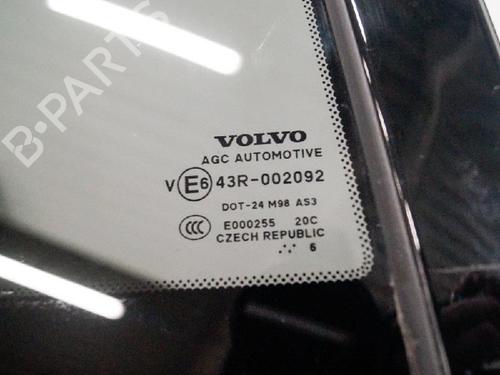 B-PARTS
VOLVO
AGC AUTOMOTIVE
V E6 43R-002092
DOT-24 M98 AS3
CCC E000255 20C
CZECH REPUBLIC
6